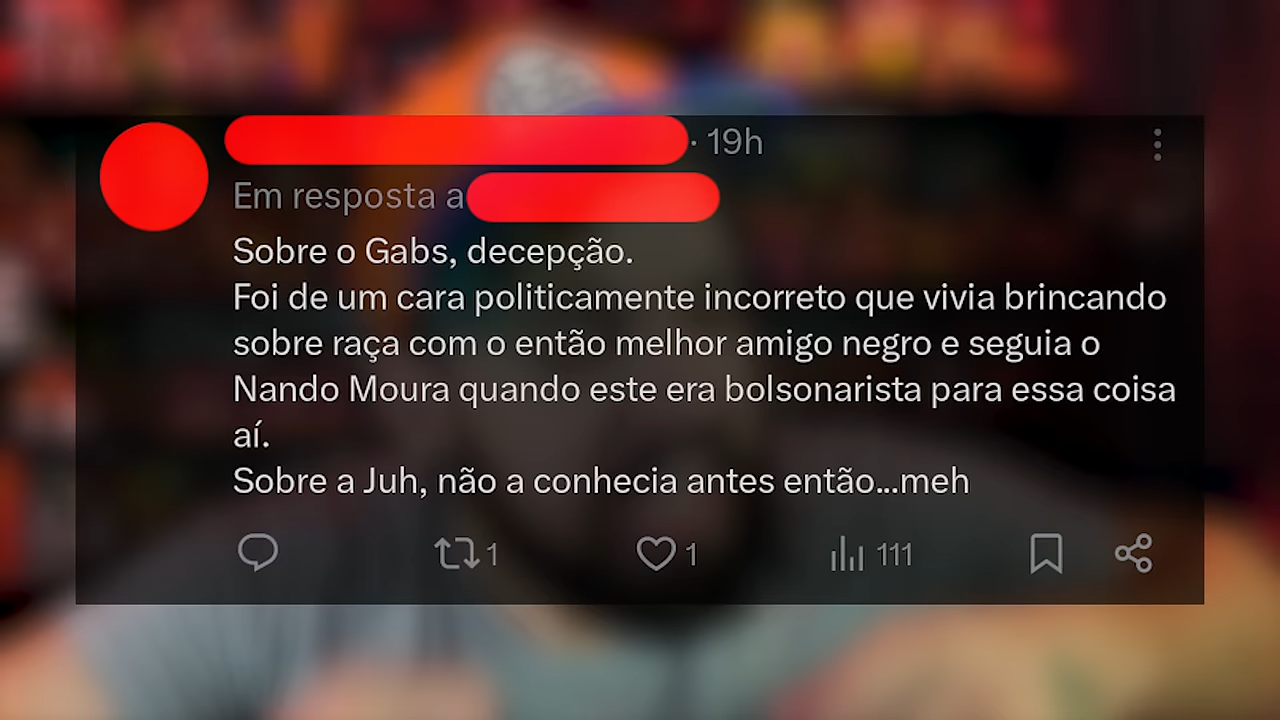 · 19h
Em resposta a
Sobre o Gabs, decepção.
Foi de um cara politicamente incorreto que vivia brincando
sobre raça com o então melhor amigo negro e seguia o
Nando Moura quando este era bolsonarista para essa coisa
aí.
Sobre a Juh, não a conhecia antes então...meh
1 1 111